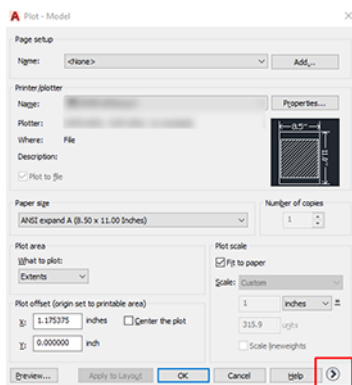 Plot - Model
Page setup
Name: <None> Add...
Printer/plotter
Name: Properties...
Plotter:
Where: File
Description:
Plot to file
8.5"
11.0"
Paper size
ANSI expand A (8.50 x 11.00 Inches)
Number of copies
1
Plot area
What to plot:
Extents
Plot offset (origin set to printable area)
X: 1.175375 inches Center the plot
Y: 0.000000 inch
Plot scale
Fit to paper
Scale: Custom
1 inches =
315.9 units
Scale lineweights
Preview... Apply to Layout OK Cancel Help